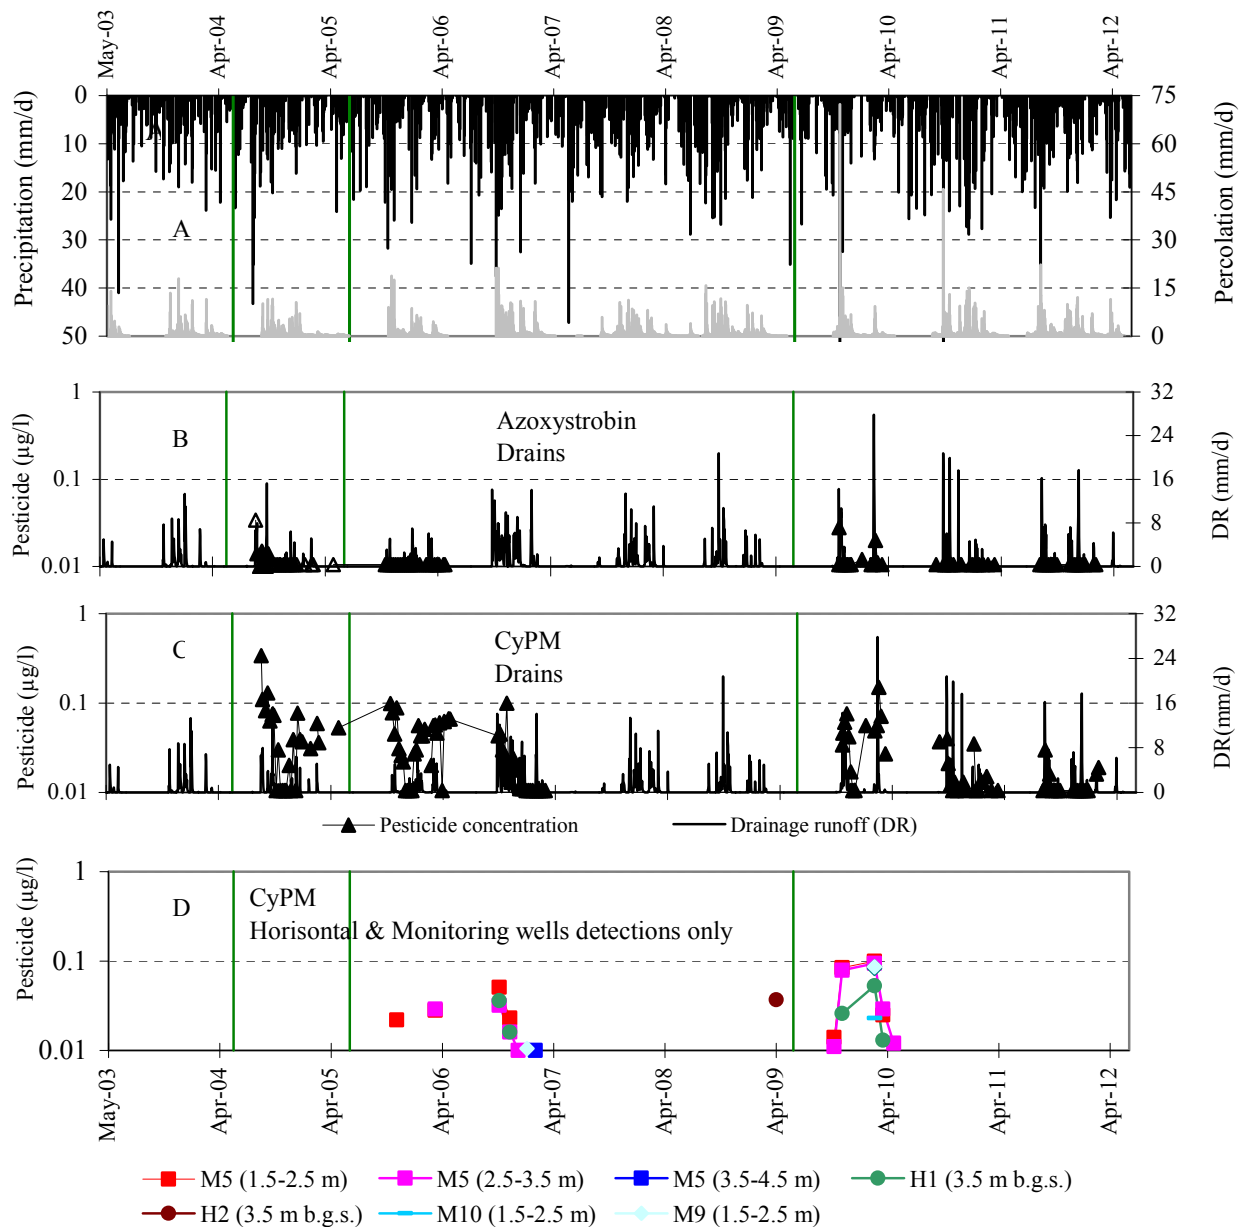 May-03 Apr-04 Apr-05 Apr-06 Apr-07 Apr-08 Apr-09 Apr-10 Apr-11 Apr-12
Precipitation (mm/d)
0
10
20
30
40
50
A
Percolation (mm/d)
75
60
45
30
15
0
Pesticide (µg/l)
1
0.1
0.01
B
Azoxystrobin
Drains
DR (mm/d)
32
24
16
8
0
Pesticide (µg/l)
1
0.1
0.01
C
CyPM
Drains
DR(mm/d)
32
24
16
8
0
Pesticide concentration
Drainage runoff (DR)
Pesticide (µg/l)
1
0.1
0.01
D
CyPM
Horisontal & Monitoring wells detections only
May-03 Apr-04 Apr-05 Apr-06 Apr-07 Apr-08 Apr-09 Apr-10 Apr-11 Apr-12
M5 (1.5-2.5 m) M5 (2.5-3.5 m) M5 (3.5-4.5 m) H1 (3.5 m b.g.s.)
H2 (3.5 m b.g.s.) M10 (1.5-2.5 m) M9 (1.5-2.5 m)